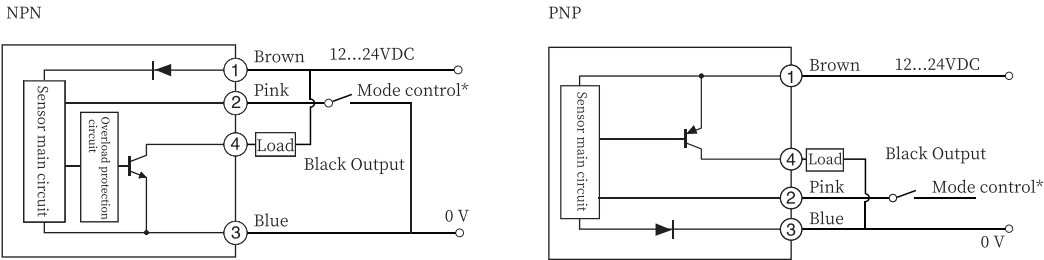 NPN
Brown
12...24VDC
1
Pink
Mode control*
2
Sensor main circuit
Overload protection
circuit
4
Load
Black Output
Blue
0 V
3
PNP
Brown
12...24VDC
1
Sensor main circuit
4
Load
Black Output
Pink
Mode control*
2
Blue
3
0 V